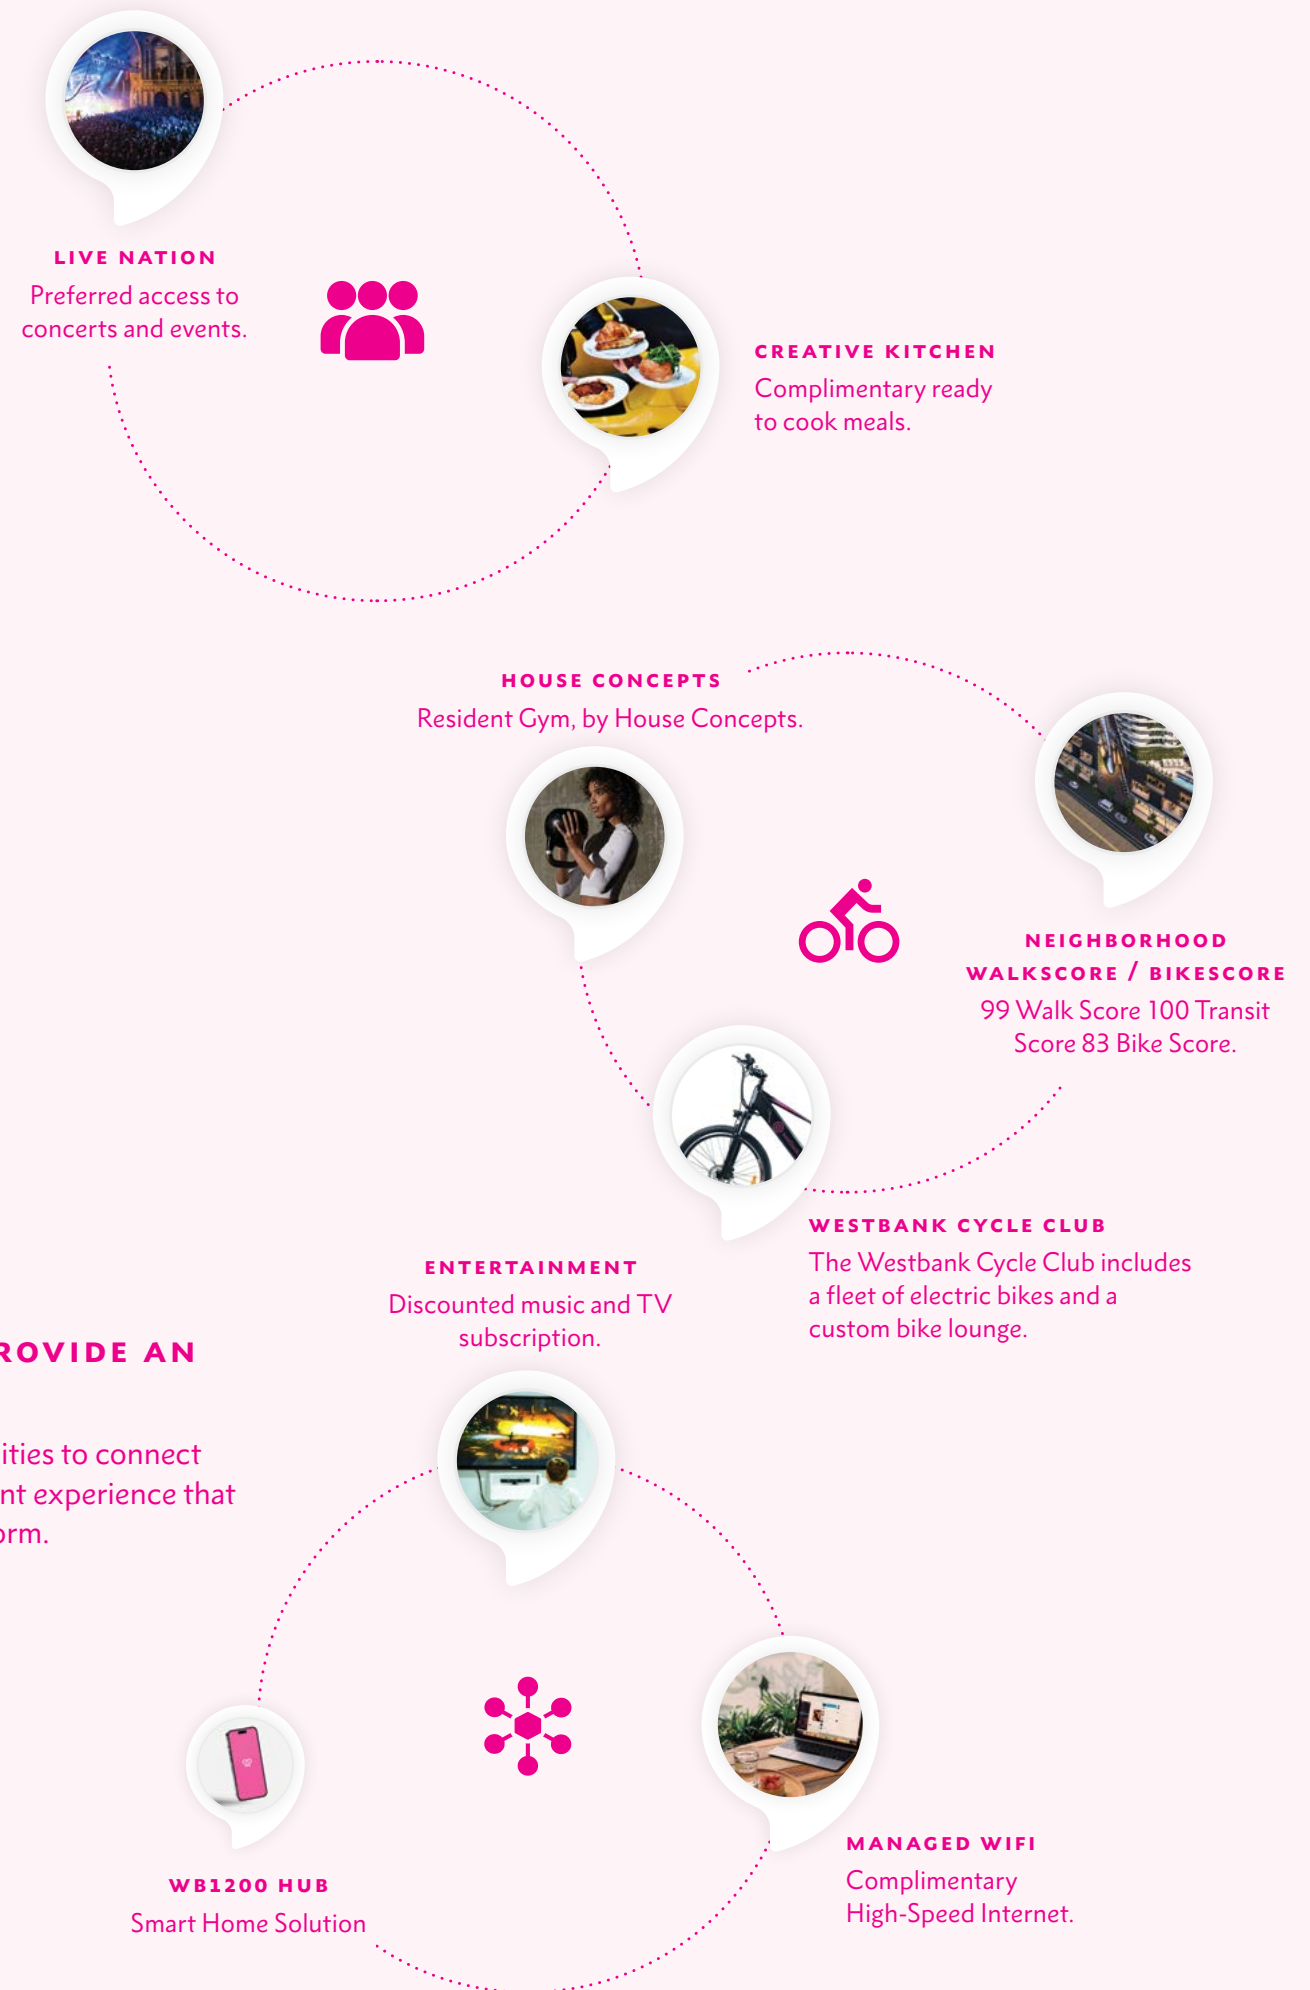 LIVE NATION
Preferred access to
concerts and events.
CREATIVE KITCHEN
Complimentary ready
to cook meals.
HOUSE CONCEPTS
Resident Gym, by House Concepts.
NEIGHBORHOOD
WALKSCORE / BIKESCORE
99 Walk Score 100 Transit
Score 83 Bike Score.
WESTBANK CYCLE CLUB
The Westbank Cycle Club includes
a fleet of electric bikes and a
custom bike lounge.
ENTERTAINMENT
Discounted music and TV
subscription.
ROVIDE AN
ities to connect
nt experience that
orm.
WB1200 HUB
Smart Home Solution
MANAGED WIFI
Complimentary
High-Speed Internet.